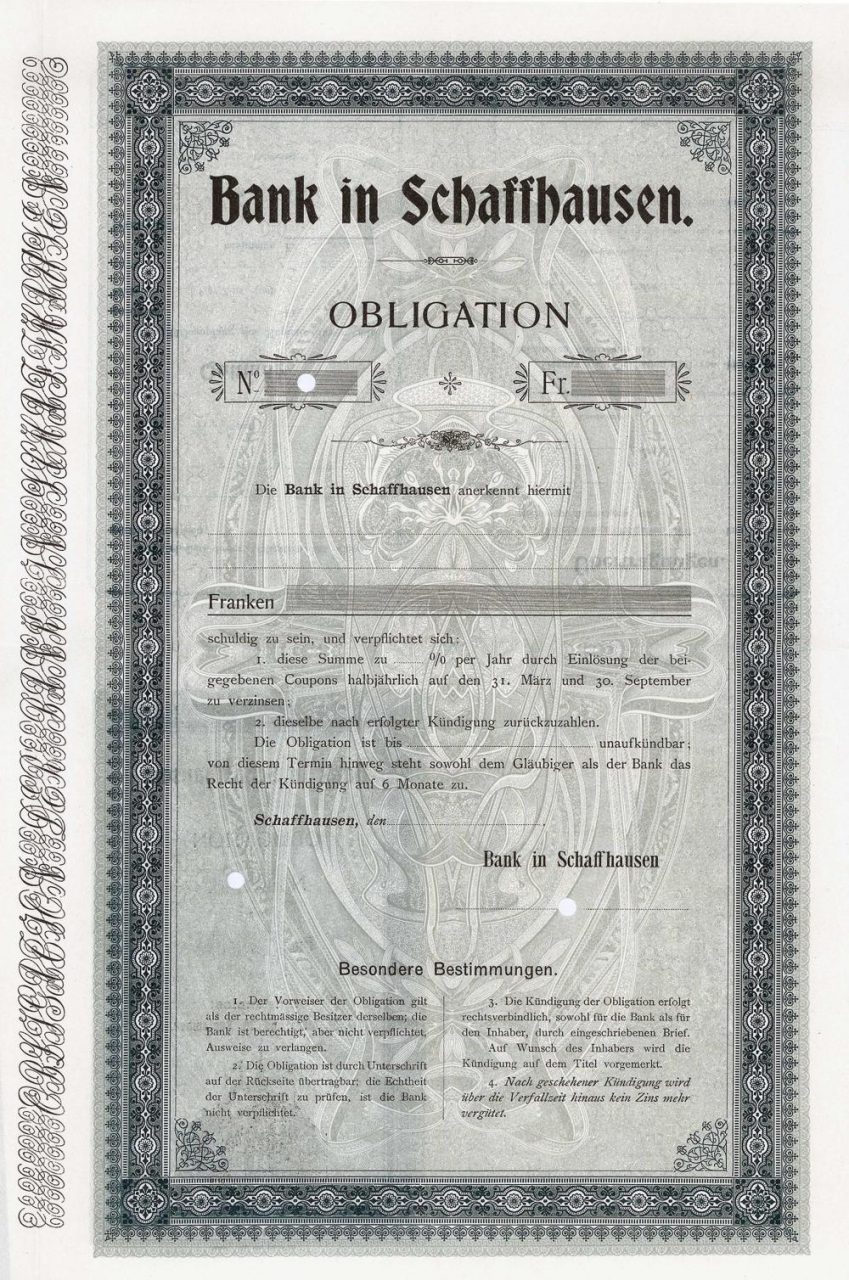 Bank in Schaffhausen.
OBLIGATION
No
Fr.
Die Bank in Schaffhausen anerkennt hiermit
Franken
schuldig zu sein, und verpflichtet sich:
1. diese Summe zu ........ % per Jahr durch Einlösung der bei-
gegebenen Coupons halbjährlich auf den 31. März und 30. September
zu verzinsen;
2. dieselbe nach erfolgter Kündigung zurückzuzahlen.
Die Obligation ist bis ........ unaufkündbar;
von diesem Termin hinweg steht sowohl dem Gläubiger als der Bank das
Recht der Kündigung auf 6 Monate zu.
Schaffhausen, den ........
Bank in Schaffhausen
Besondere Bestimmungen.
1. Der Vorweiser der Obligation gilt
als der rechtmässige Besitzer derselben; die
Bank ist berechtigt, aber nicht verpflichtet,
Ausweise zu verlangen.
2. Die Obligation ist durch Unterschrift
auf der Rückseite übertragbar; die Echtheit
der Unterschrift zu prüfen, ist die Bank
nicht verpflichtet.
3. Die Kündigung der Obligation erfolgt
rechtsverbindlich, sowohl für die Bank als für
den Inhaber, durch eingeschriebenen Brief.
Auf Wunsch des Inhabers wird die
Kündigung auf dem Titel vorgemerkt.
4. Nach geschehener Kündigung wird
über die Verfallzeit hinaus kein Zins mehr
vergütet.